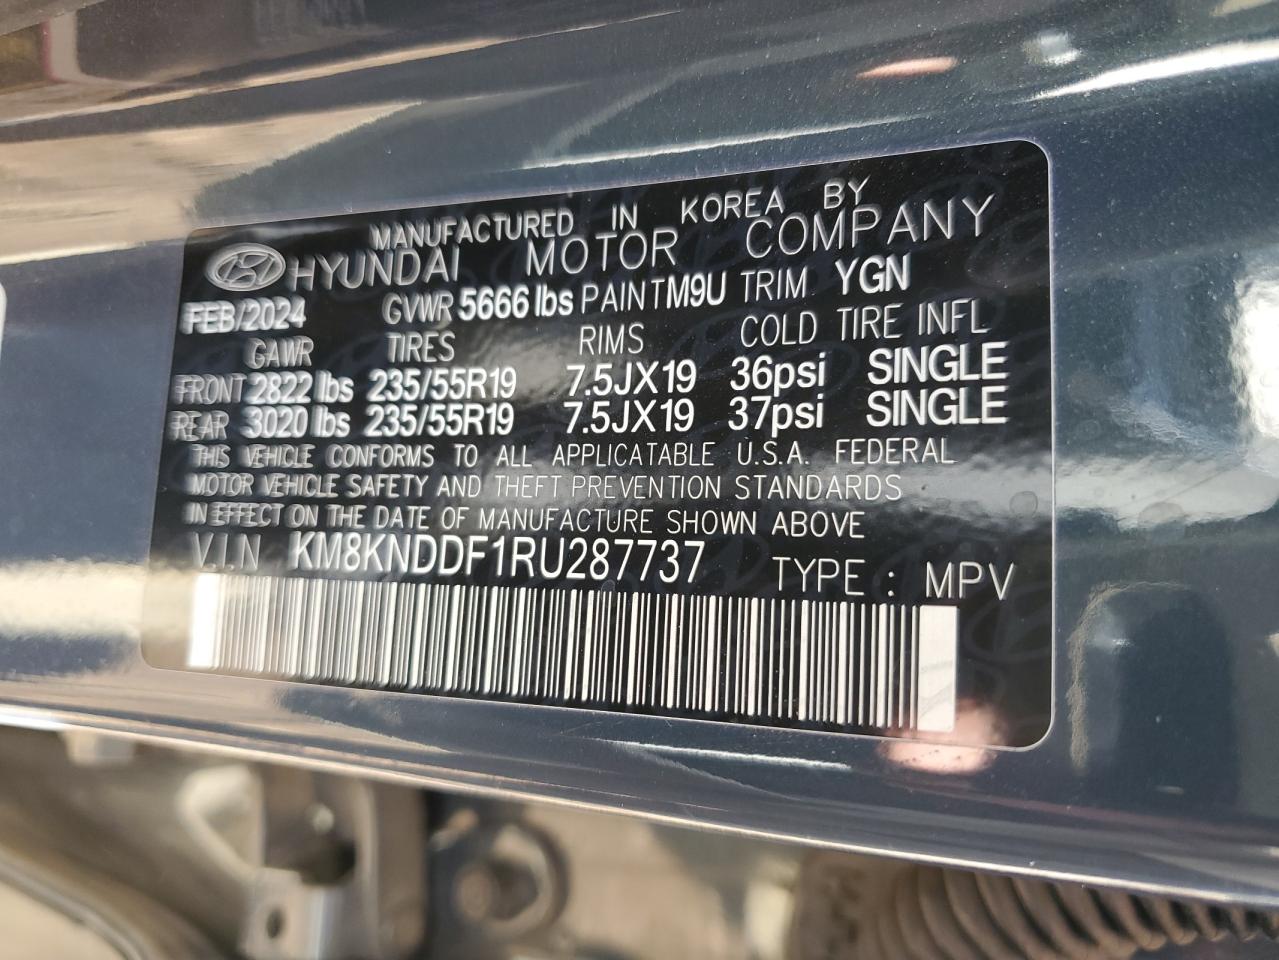 MANUFACTURED IN KOREA BY
HYUNDAI MOTOR COMPANY
FEB/2024 GVWR 5666 lbs PAINT M9U TRIM YGN
GAWR TIRES RIMS COLD TIRE INFL
FRONT 2822 lbs 235/55R19 7.5JX19 36psi SINGLE
REAR 3020 lbs 235/55R19 7.5JX19 37psi SINGLE
THIS VEHICLE CONFORMS TO ALL APPLICATABLE U.S.A. FEDERAL
MOTOR VEHICLE SAFETY AND THEFT PREVENTION STANDARDS
IN EFFECT ON THE DATE OF MANUFACTURE SHOWN ABOVE
V.I.N KM8KNDDF1RU287737 TYPE : MPV